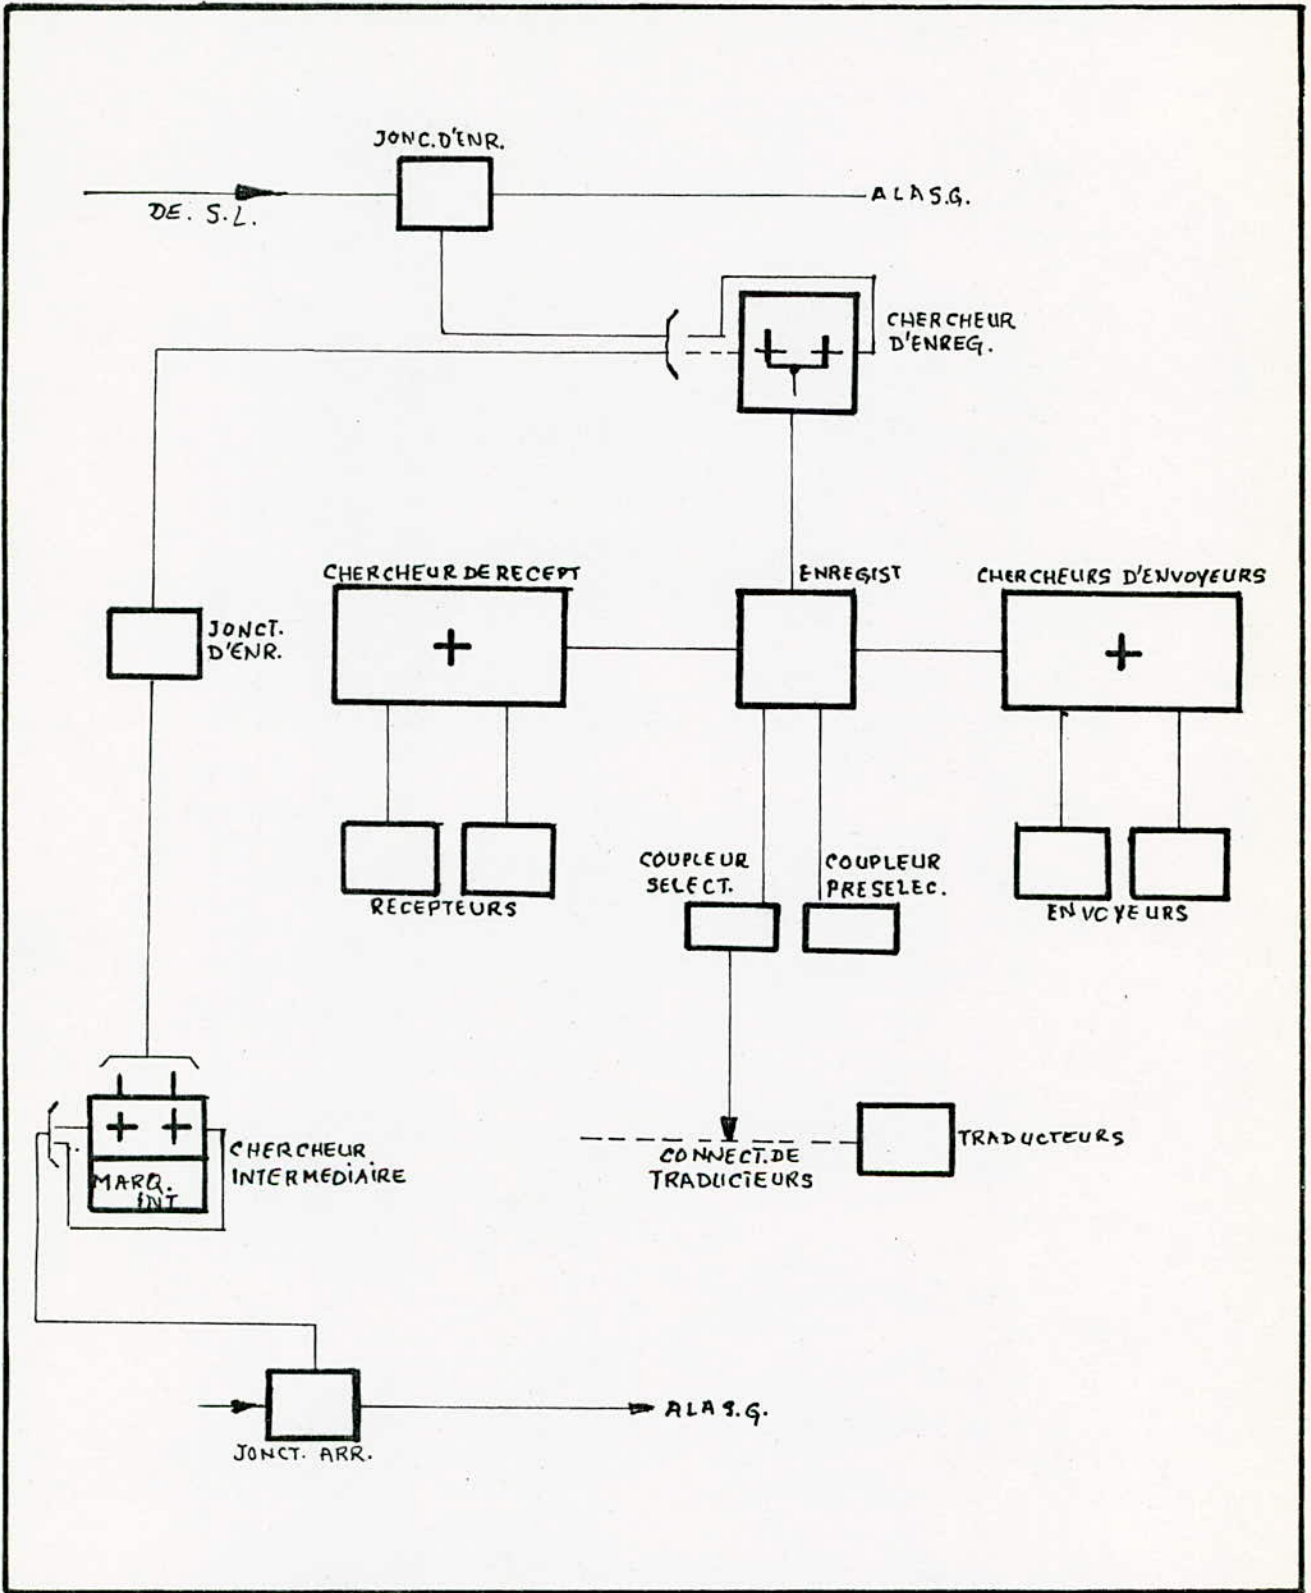 JONC. D'ENR.
DE. S.L.
A LA S.G.
CHERCHEUR
D'ENREG.
CHERCHEUR DE RECEPT
ENREGIST
CHERCHEURS D'ENVOYEURS
JONCT.
D'ENR.
COUPLEUR
SELECT.
COUPLEUR
PRESELEC.
RECEPTEURS
ENVOYEURS
CHERCHEUR
INTERMEDIAIRE
MARQ.
INT
TRADUCTEURS
CONNECT. DE
TRADUCTEURS
A LA S.G.
JONCT. ARR.